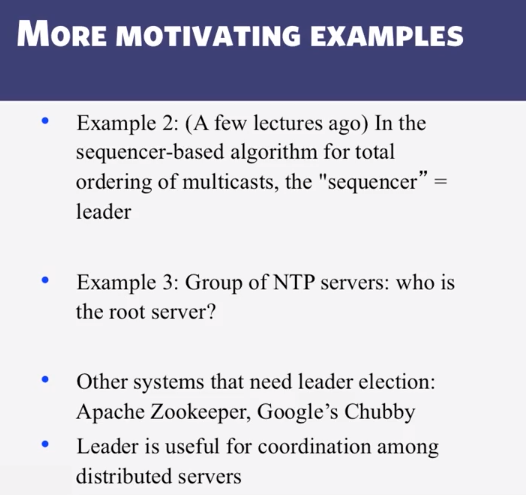 MORE MOTIVATING EXAMPLES
• Example 2: (A few lectures ago) In the
sequencer-based algorithm for total
ordering of multicasts, the "sequencer” =
leader
• Example 3: Group of NTP servers: who is
the root server?
• Other systems that need leader election:
Apache Zookeeper, Google’s Chubby
• Leader is useful for coordination among
distributed servers